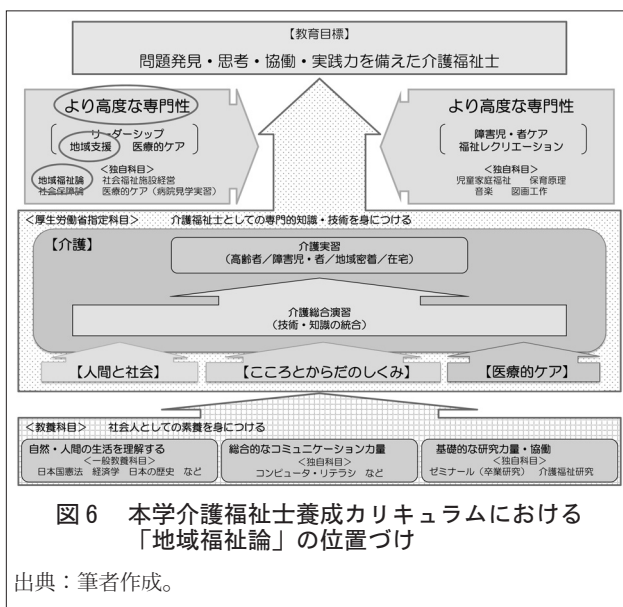 【教育目標】
問題発見・思考・協働・実践力を備えた介護福祉士
より高度な専門性
リーダーシップ
地域支援 医療的ケア
<独自科目>
地域福祉論 社会福祉施設経営
社会保障論 医療的ケア(病院見学実習)
より高度な専門性
障害児・者ケア
福祉レクリエーション
<独自科目>
児童家庭福祉 保育原理
音楽 図画工作
<厚生労働省指定科目> 介護福祉士としての専門的知識・技術を身につける
【介護】
介護実習
(高齢者/障害児・者/地域密着/在宅)
介護総合演習
(技術・知識の統合)
【人間と社会】 【こころとからだのしくみ】 【医療的ケア】
<教養科目> 社会人としての素養を身につける
自然・人間の生活を理解する
<一般教養科目>
日本国憲法 経済学 日本の歴史 など
総合的なコミュニケーション力量
<独自科目>
コンピュータ・リテラシ など
基礎的な研究力量・協働
<独自科目>
ゼミナール(卒業研究) 介護福祉研究
図6 本学介護福祉士養成カリキュラムにおける
「地域福祉論」の位置づけ
出典:筆者作成。